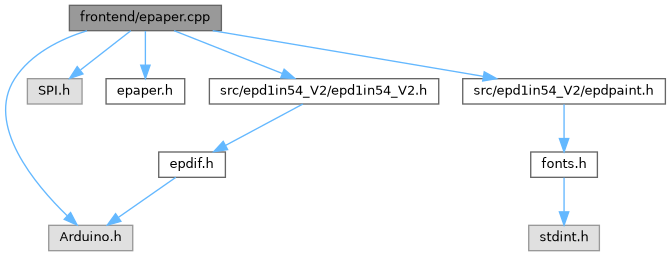 frontend/epaper.cpp
SPI.h
epaper.h
src/epd1in54_V2/epd1in54_V2.h
src/epd1in54_V2/epdpaint.h
epdif.h
fonts.h
Arduino.h
stdint.h